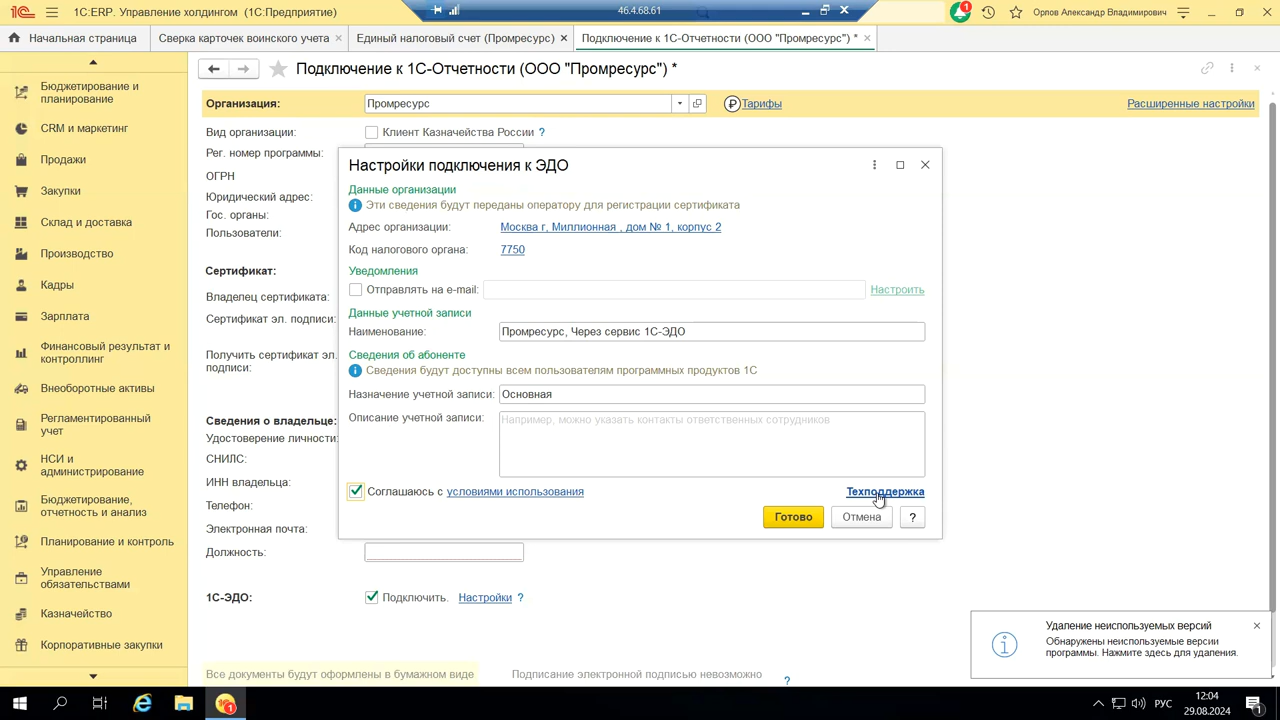 1С:ERP. Управление холдингом (1С:Предприятие)
46.4.68.61
1
Орлов Александр Владимирович
Начальная страница
Сверка карточек воинского учета ×
Единый налоговый счет (Промресурс) ×
Подключение к 1С-Отчетности (ООО "Промресурс") * ×
Подключение к 1С-Отчетности (ООО "Промресурс") *
Бюджетирование и
планирование
CRM и маркетинг
Продажи
Закупки
Склад и доставка
Производство
Кадры
Зарплата
Финансовый результат и
контроллинг
Внеоборотные активы
Регламентированный
учет
НСИ и
администрирование
Бюджетирование,
отчетность и анализ
Планирование и контроль
Управление
обязательствами
Казначейство
Корпоративные закупки
Организация:
Промресурс
Тарифы
Расширенные настройки
Вид организации:
Клиент Казначейства России ?
Рег. номер программы:
ОГРН
Юридический адрес:
Гос. органы:
Пользователи:
Сертификат:
Владелец сертификата:
Сертификат эл. подписи:
Получить сертификат эл.
подписи:
Сведения о владельце:
Удостоверение личности:
СНИЛС:
ИНН владельца:
Телефон:
Электронная почта:
Должность:
1С-ЭДО:
Подключить. Настройки ?
Все документы будут оформлены в бумажном виде
Подписание электронной подписью невозможно ?
Настройки подключения к ЭДО
Данные организации
Эти сведения будут переданы оператору для регистрации сертификата
Адрес организации:
Москва г, Миллионная , дом № 1, корпус 2
Код налогового органа:
7750
Уведомления
Отправлять на e-mail:
Настроить
Данные учетной записи
Наименование:
Промресурс, Через сервис 1С-ЭДО
Сведения об абоненте
Сведения будут доступны всем пользователям программных продуктов 1С
Назначение учетной записи:
Основная
Описание учетной записи:
Например, можно указать контакты ответственных сотрудников
Соглашаюсь с условиями использования
Техподдержка
Готово
Отмена
?
Удаление неиспользуемых версий
Обнаружены неиспользуемые версии
программы. Нажмите здесь для удаления.
РУС
12:04
29.08.2024
1